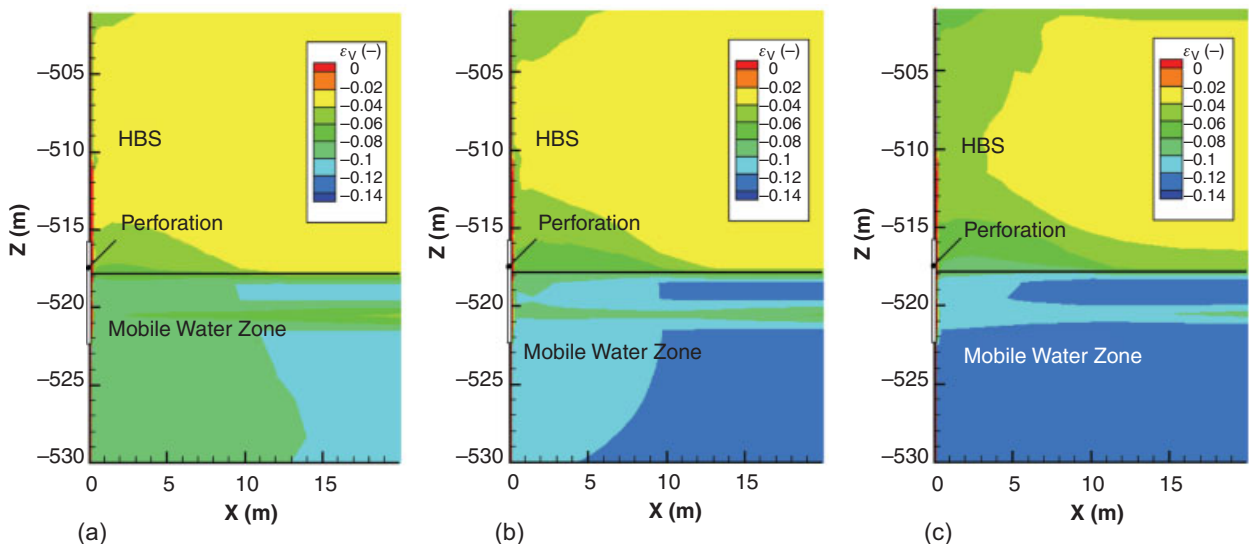 εV (–)
0
–0.02
–0.04
–0.06
–0.08
–0.1
–0.12
–0.14
–505
–510
–515
–520
–525
–530
Z (m)
HBS
Perforation
Mobile Water Zone
0
5
10
15
X (m)
(a)
εV (–)
0
–0.02
–0.04
–0.06
–0.08
–0.1
–0.12
–0.14
–505
–510
–515
–520
–525
–530
Z (m)
HBS
Perforation
Mobile Water Zone
0
5
10
15
X (m)
(b)
εV (–)
0
–0.02
–0.04
–0.06
–0.08
–0.1
–0.12
–0.14
–505
–510
–515
–520
–525
–530
Z (m)
HBS
Perforation
Mobile Water Zone
0
5
10
15
X (m)
(c)